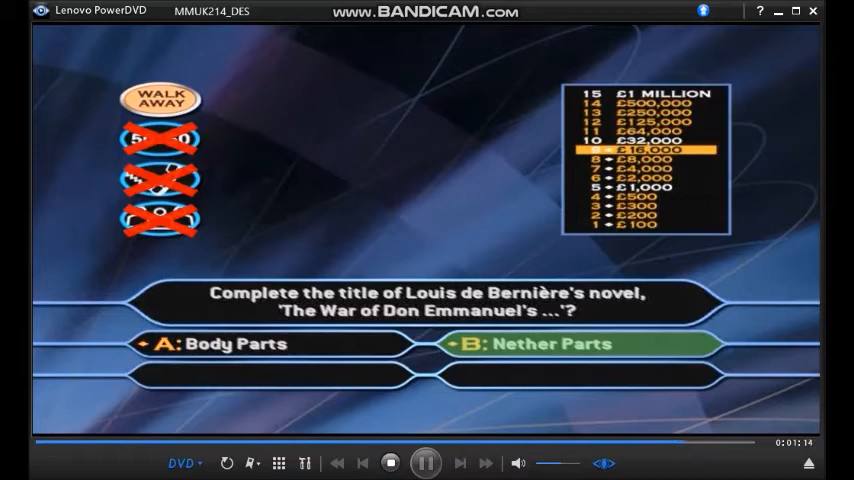 Lenovo PowerDVD
MMUK214_DES
www.BANDICAM.com
?
WALK
AWAY
15 £1 MILLION
14 £500,000
13 £250,000
12 £125,000
11 £64,000
10 £32,000
9 £16,000
8 £8,000
7 £4,000
6 £2,000
5 £1,000
4 £500
3 £300
2 £200
1 £100
Complete the title of Louis de Bernière's novel,
'The War of Don Emmanuel's ...'?
A: Body Parts
B: Nether Parts
0:01:14
DVD